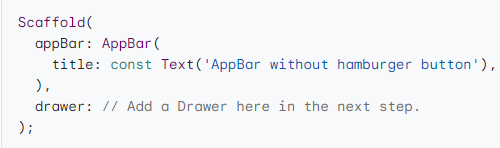 Scaffold(
  appBar: AppBar(
    title: const Text('AppBar without hamburger button'),
  ),
  drawer: // Add a Drawer here in the next step.
);